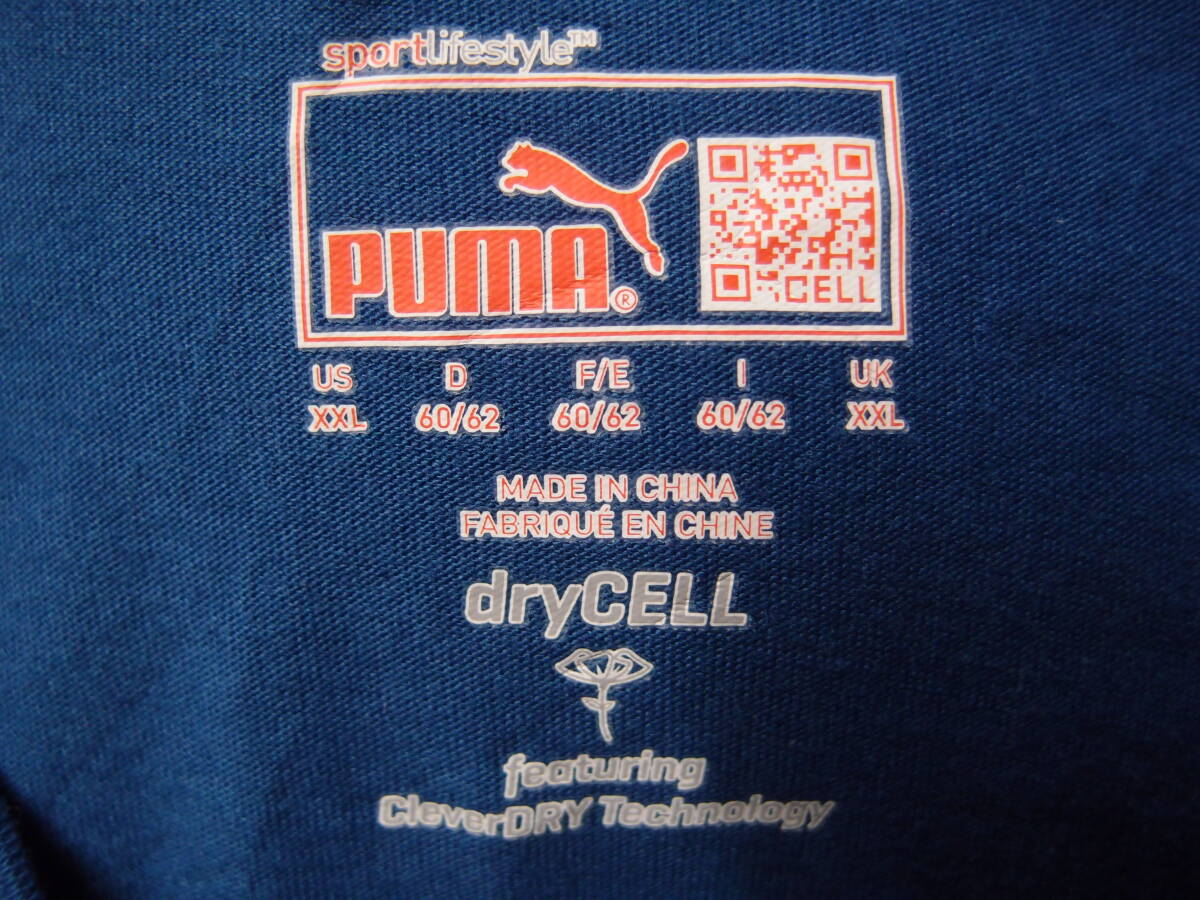 sportlifestyle™
PUMA®
CELL
US D F/E I UK
XXL 60/62 60/62 60/62 XXL
MADE IN CHINA
FABRIQUÉ EN CHINE
dryCELL
featuring
CleverDRY Technology